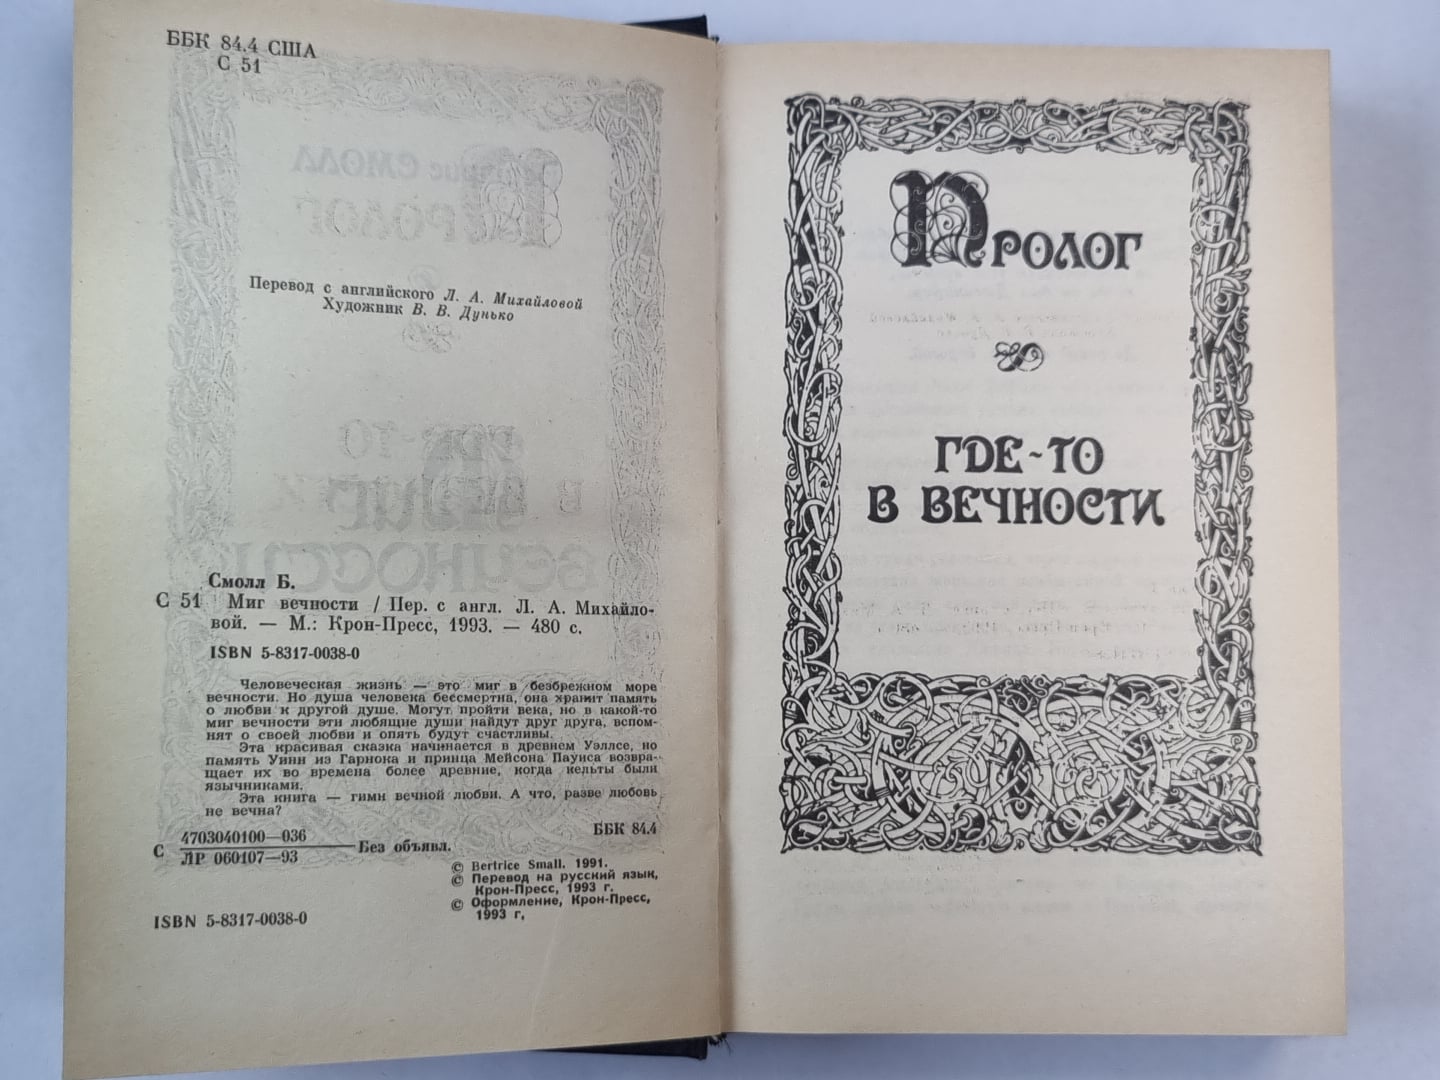 ББК 84.4 США
С 51
Перевод с английского Л. А. Михайловой
Художник В. В. Дунько
Смолл Б.
С 51 Миг вечности / Пер. с англ. Л. А. Михайло-
вой. — М.: Крон-Пресс, 1993. — 480 с.
ISBN 5-8317-0038-0
Человеческая жизнь — это миг в безбрежном море
вечности. Но душа человека бессмертна, она хранит память
о любви к другой душе. Могут пройти века, но в какой-то
миг вечности эти любящие души найдут друг друга, вспом-
нят о своей любви и опять будут счастливы.
Эта красивая сказка начинается в древнем Уэллсе, но
память Уинн из Гарнока и принца Мейсона Пауиса возвра-
щает их во времена более древние, когда кельты были
язычниками.
Эта книга — гимн вечной любви. А что, разве любовь
не вечна?
С 4703040100—036
ЛР 060107—93 Без объявл.
ББК 84.4
© Bertrice Small. 1991.
© Перевод на русский язык,
Крон-Пресс, 1993 г.
© Оформление, Крон-Пресс,
1993 г,
ISBN 5-8317-0038-0
Пролог
ГДЕ-ТО
В ВЕЧНОСТИ